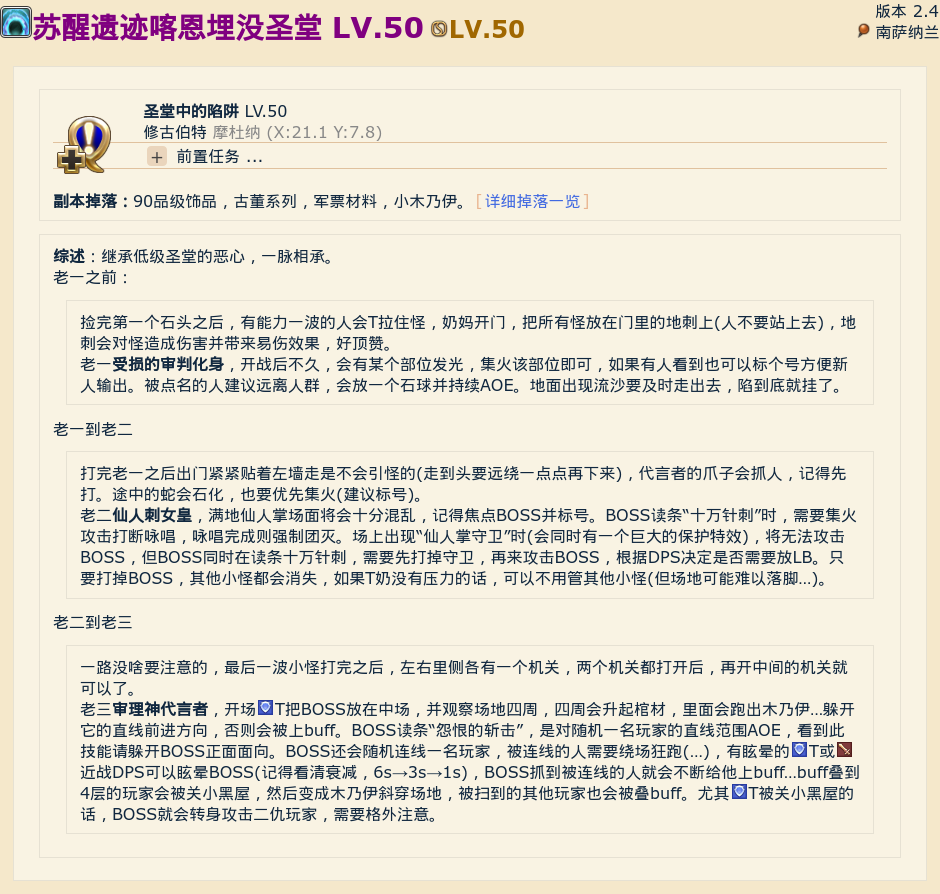 苏醒遗迹喀恩埋没圣堂 LV.50 LV.50
版本 2.4
南萨纳兰
圣堂中的陷阱 LV.50
修古伯特 摩杜纳 (X:21.1 Y:7.8)
+ 前置任务 ...
副本掉落：90品级饰品，古董系列，军票材料，小木乃伊。［详细掉落一览］
综述：继承低级圣堂的恶心，一脉相承。
老一之前：
捡完第一个石头之后，有能力一波的人会T拉住怪，奶妈开门，把所有怪放在门里的地刺上(人不要站上去)，地
刺会对怪造成伤害并带来易伤效果，好顶赞。
老一受损的审判化身，开战后不久，会有某个部位发光，集火该部位即可，如果有人看到也可以标个号方便新
人输出。被点名的人建议远离人群，会放一个石球并持续AOE。地面出现流沙要及时走出去，陷到底就挂了。
老一到老二
打完老一之后出门紧紧贴着左墙走是不会引怪的(走到头要远绕一点点再下来)，代言者的爪子会抓人，记得先
打。途中的蛇会石化，也要优先集火(建议标号)。
老二仙人刺女皇，满地仙人掌场面将会十分混乱，记得焦点BOSS并标号。BOSS读条“十万针刺”时，需要集火
攻击打断咏唱，咏唱完成则强制团灭。场上出现“仙人掌守卫”时(会同时有一个巨大的保护特效)，将无法攻击
BOSS，但BOSS同时在读条十万针刺，需要先打掉守卫，再来攻击BOSS，根据DPS决定是否需要放LB。只
要打掉BOSS，其他小怪都会消失，如果T奶没有压力的话，可以不用管其他小怪(但场地可能难以落脚...)。
老二到老三
一路没啥要注意的，最后一波小怪打完之后，左右里侧各有一个机关，两个机关都打开后，再开中间的机关就
可以了。
老三审理神代言者，开场T把BOSS放在中场，并观察场地四周，四周会升起棺材，里面会跑出木乃伊...躲开
它的直线前进方向，否则会被上buff。BOSS读条“怨恨的斩击”，是对随机一名玩家的直线范围AOE，看到此
技能请躲开BOSS正面面向。BOSS还会随机连线一名玩家，被连线的人需要绕场狂跑(...)，有眩晕的T或
近战DPS可以眩晕BOSS(记得看清衰减，6s→3s→1s)，BOSS抓到被连线的人就会不断给他上buff...buff叠到
4层的玩家会被关小黑屋，然后变成木乃伊斜穿场地，被扫到的其他玩家也会被叠buff。尤其T被关小黑屋的
话，BOSS就会转身攻击二仇玩家，需要格外注意。